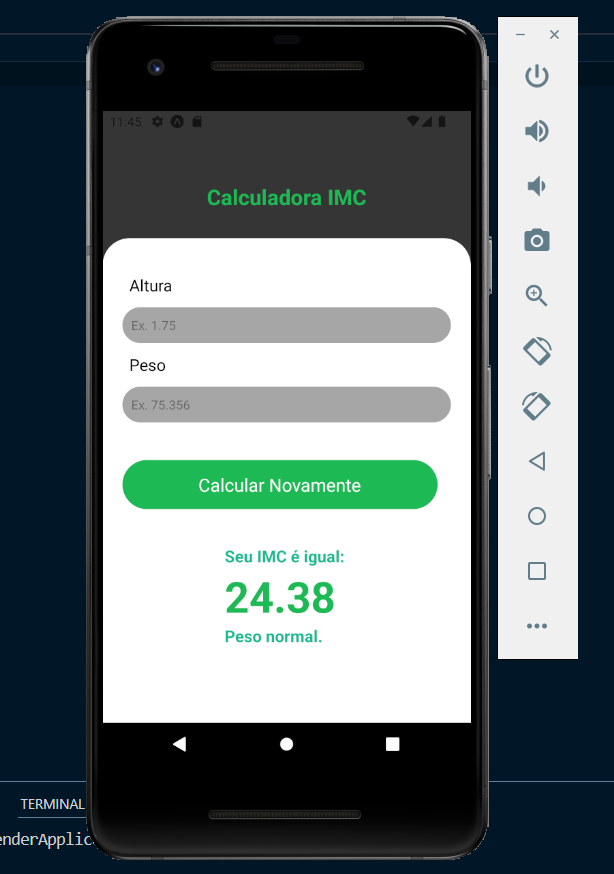 11:45
Calculadora IMC
Altura
Ex. 1.75
Peso
Ex. 75.356
Calcular Novamente
Seu IMC é igual:
24.38
Peso normal.
TERMINAL
enderApplic